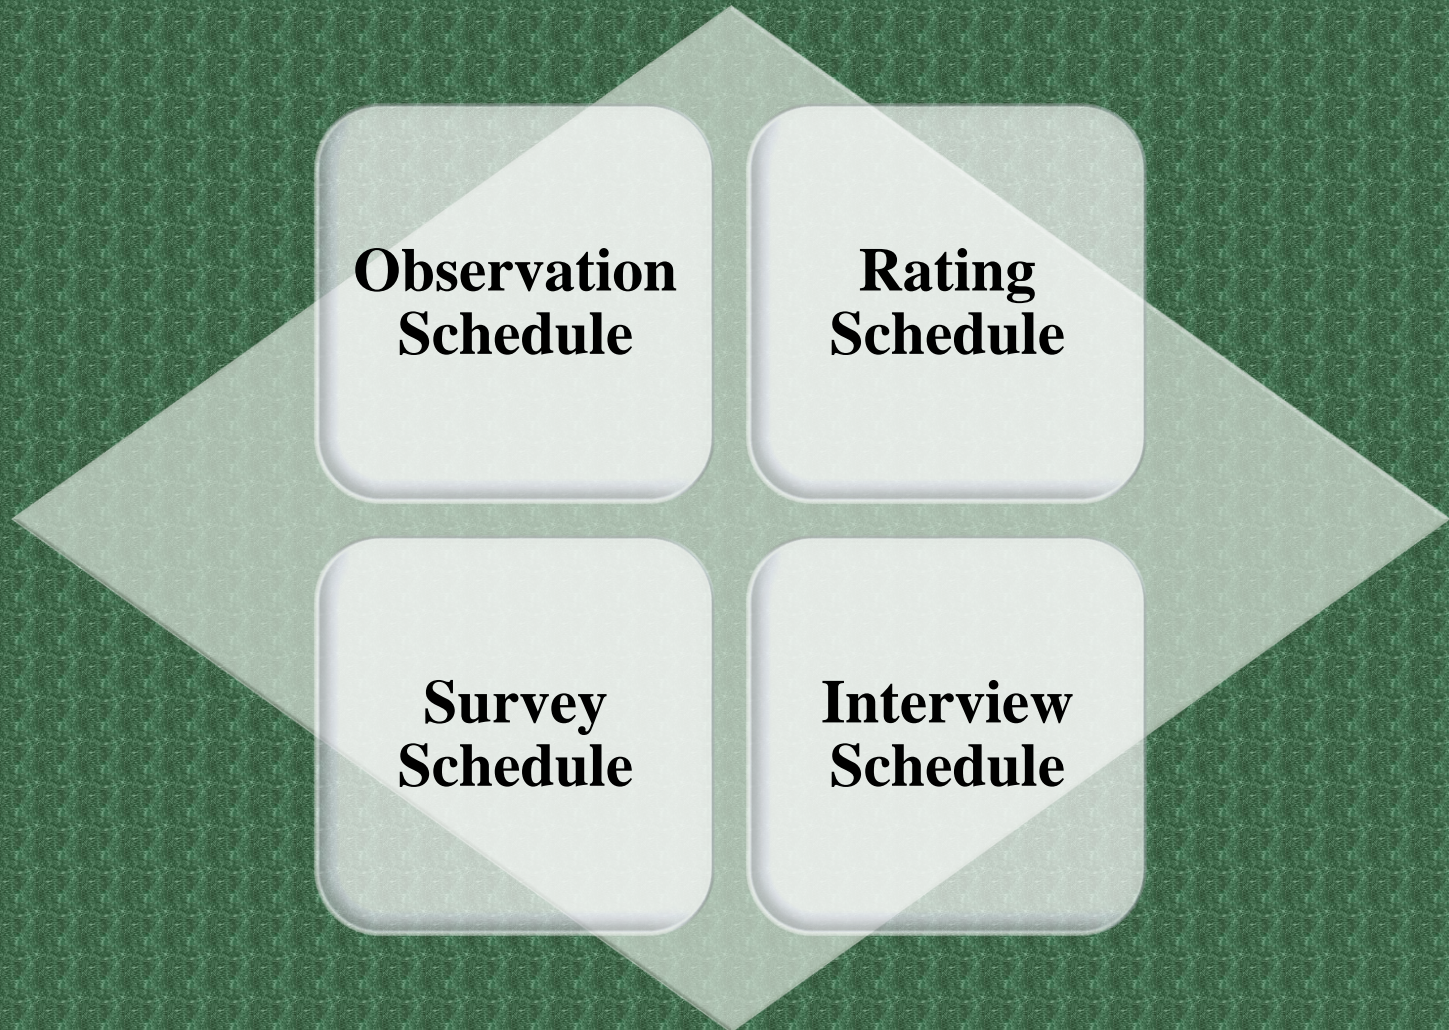 Observation
Schedule
Rating
Schedule
Survey
Schedule
Interview
Schedule